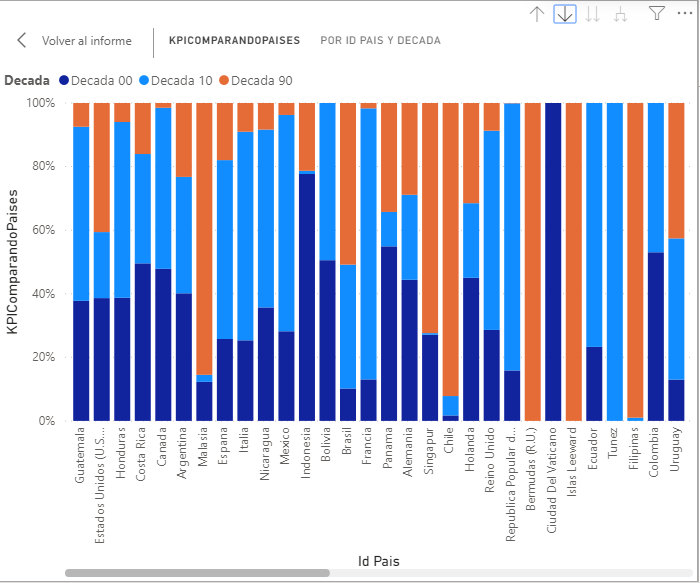 Volver al informe
KPICOMPARANDOPAISES
POR ID PAIS Y DECADA
Decada Decada 00 Decada 10 Decada 90
100%
80%
60%
40%
20%
0%
KPIComparandoPaises
Guatemala
Estados Unidos (U.S...
Honduras
Costa Rica
Canada
Argentina
Malasia
Espana
Italia
Nicaragua
Mexico
Indonesia
Bolivia
Brasil
Francia
Panama
Alemania
Singapur
Chile
Holanda
Reino Unido
Republica Popular d...
Bermudas (R.U.)
Ciudad Del Vaticano
Islas Leeward
Ecuador
Tunez
Filipinas
Colombia
Uruguay
Id Pais